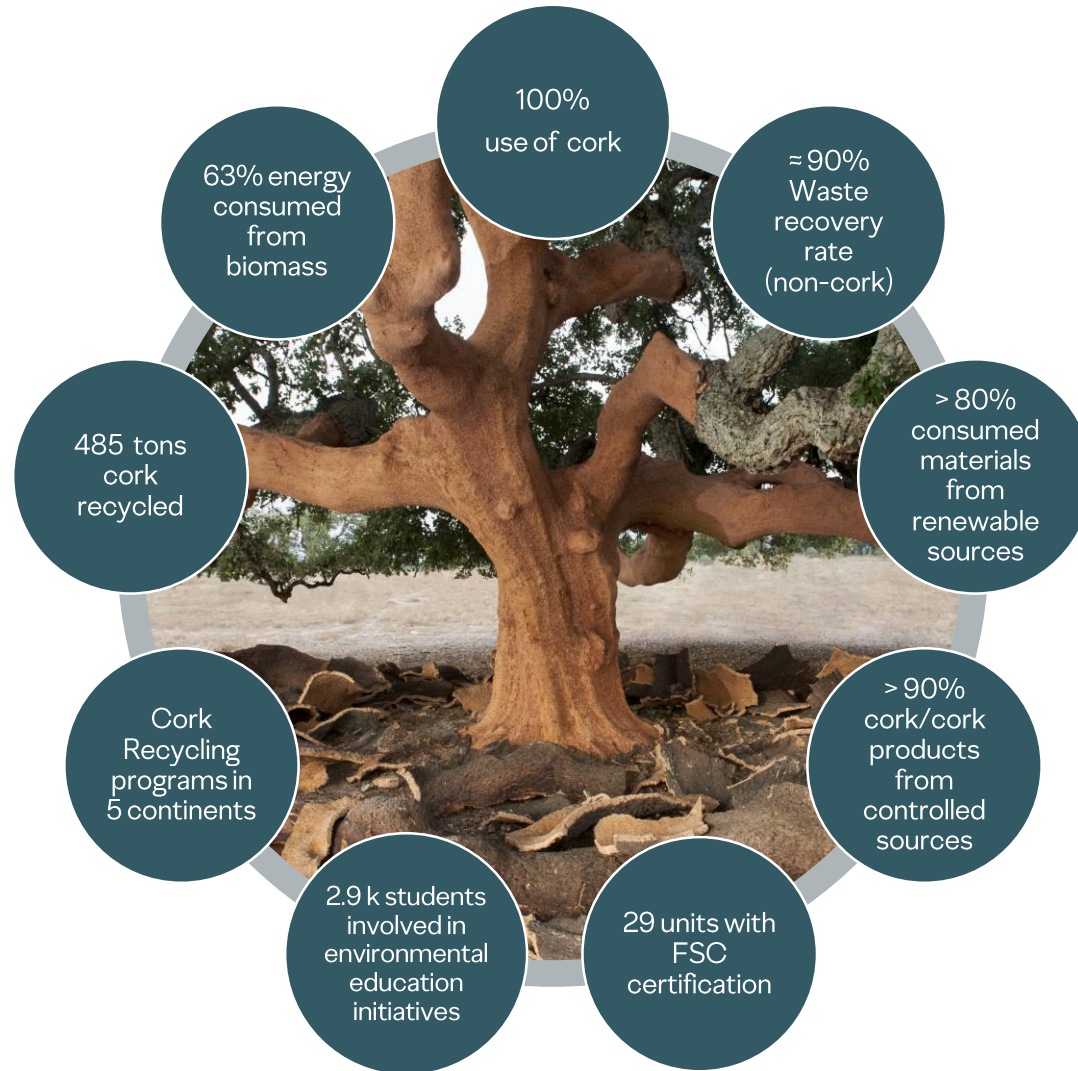 100%
use of cork
≈ 90%
Waste
recovery
rate
(non-cork)
> 80%
consumed
materials
from
renewable
sources
> 90%
cork/cork
products
from
controlled
sources
29 units with
FSC
certification
2.9 k students
involved in
environmental
education
initiatives
Cork
Recycling
programs in
5 continents
485 tons
cork
recycled
63% energy
consumed
from
biomass